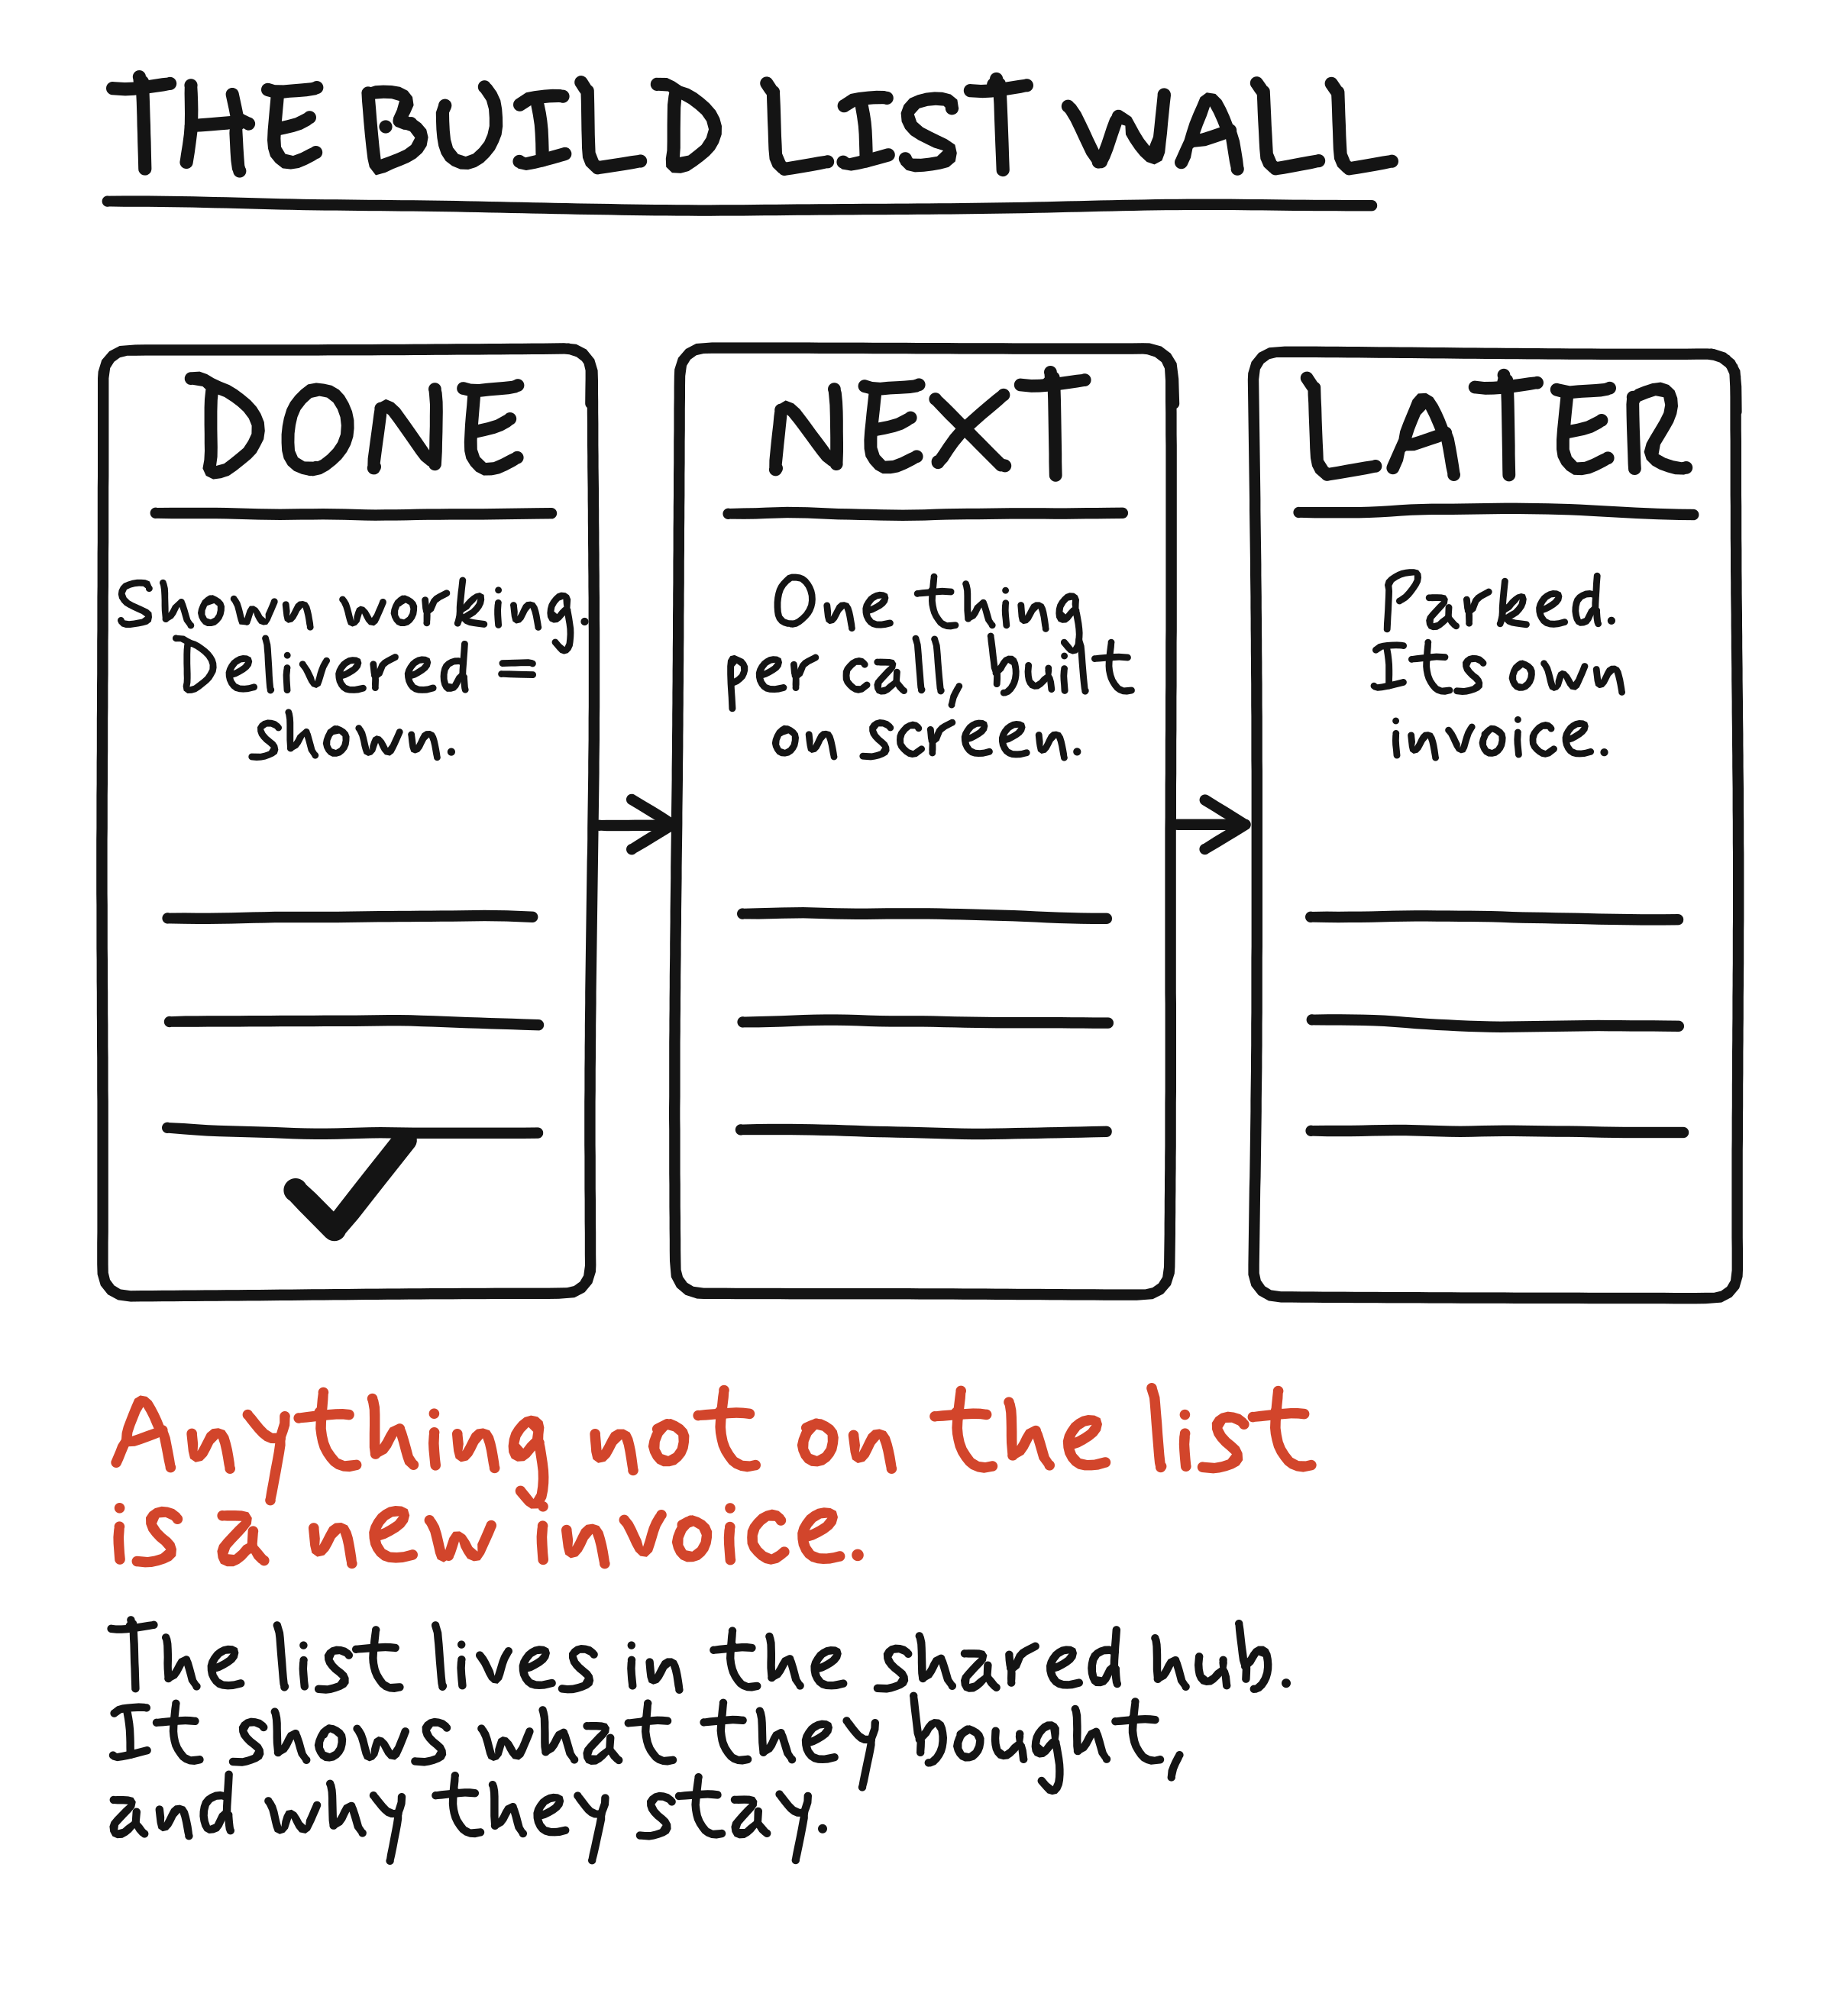 THE BUILD LIST WALL
DONE
Shown working.
Delivered =
shown.
NEXT
One thing
per call, built
on screen.
LATER
Parked.
Its own
invoice.
Anything not on the list
is a new invoice.
The list lives in the shared hub.
It shows what they bought,
and why they stay.